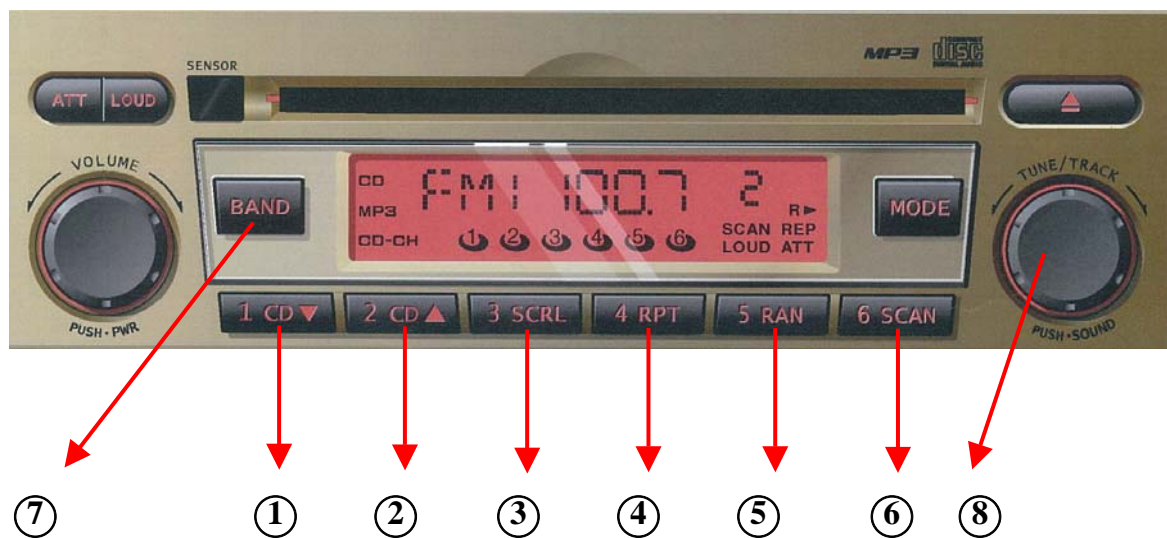 MP3 COMPACT disc DIGITAL AUDIO
SENSOR
ATT LOUD
VOLUME
TUNE/TRACK
BAND
CD FM1 100.7 2
MP3 R
CD-CH 1 2 3 4 5 6 SCAN REP
LOUD ATT
MODE
1 CD▼ 2 CD▲ 3 SCRL 4 RPT 5 RAN 6 SCAN
PUSH·PWR
PUSH·SOUND
7 1 2 3 4 5 6 8